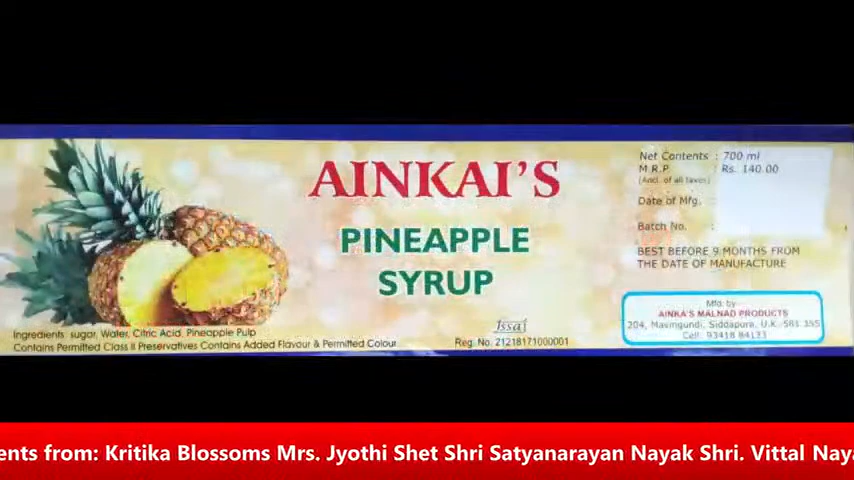 AINKAI'S
PINEAPPLE
SYRUP
Ingredients: sugar, Water, Citric Acid, Pineapple Pulp
Contains Permitted Class II Preservatives Contains Added Flavour & Permitted Colour
fssai
Reg. No. 21218171000001
Net Contents : 700 ml
M.R.P. : Rs. 140.00
(Incl. of all taxes)
Date of Mfg. :
Batch No. :
BEST BEFORE 9 MONTHS FROM
THE DATE OF MANUFACTURE
Mfg. by
AINKA'S MALNAD PRODUCTS
204, Siddapura, U.K.-581 355
Cell: 93418 84133
ents from: Kritika Blossoms Mrs. Jyothi Shet Shri Satyanarayan Nayak Shri. Vittal Naya